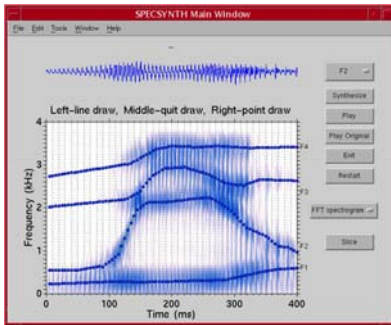 SPECSYNTH Main Window
File Edit Tools Window Help
F2
Synthesize
Play
Play Original
Exit
Restart
FFT spectrogram
Slice
Left-line draw, Middle-quit draw, Right-point draw
Frequency (kHz)
4
3
2
1
0
F4
F3
F2
F1
0 100 200 300 400
Time (ms)